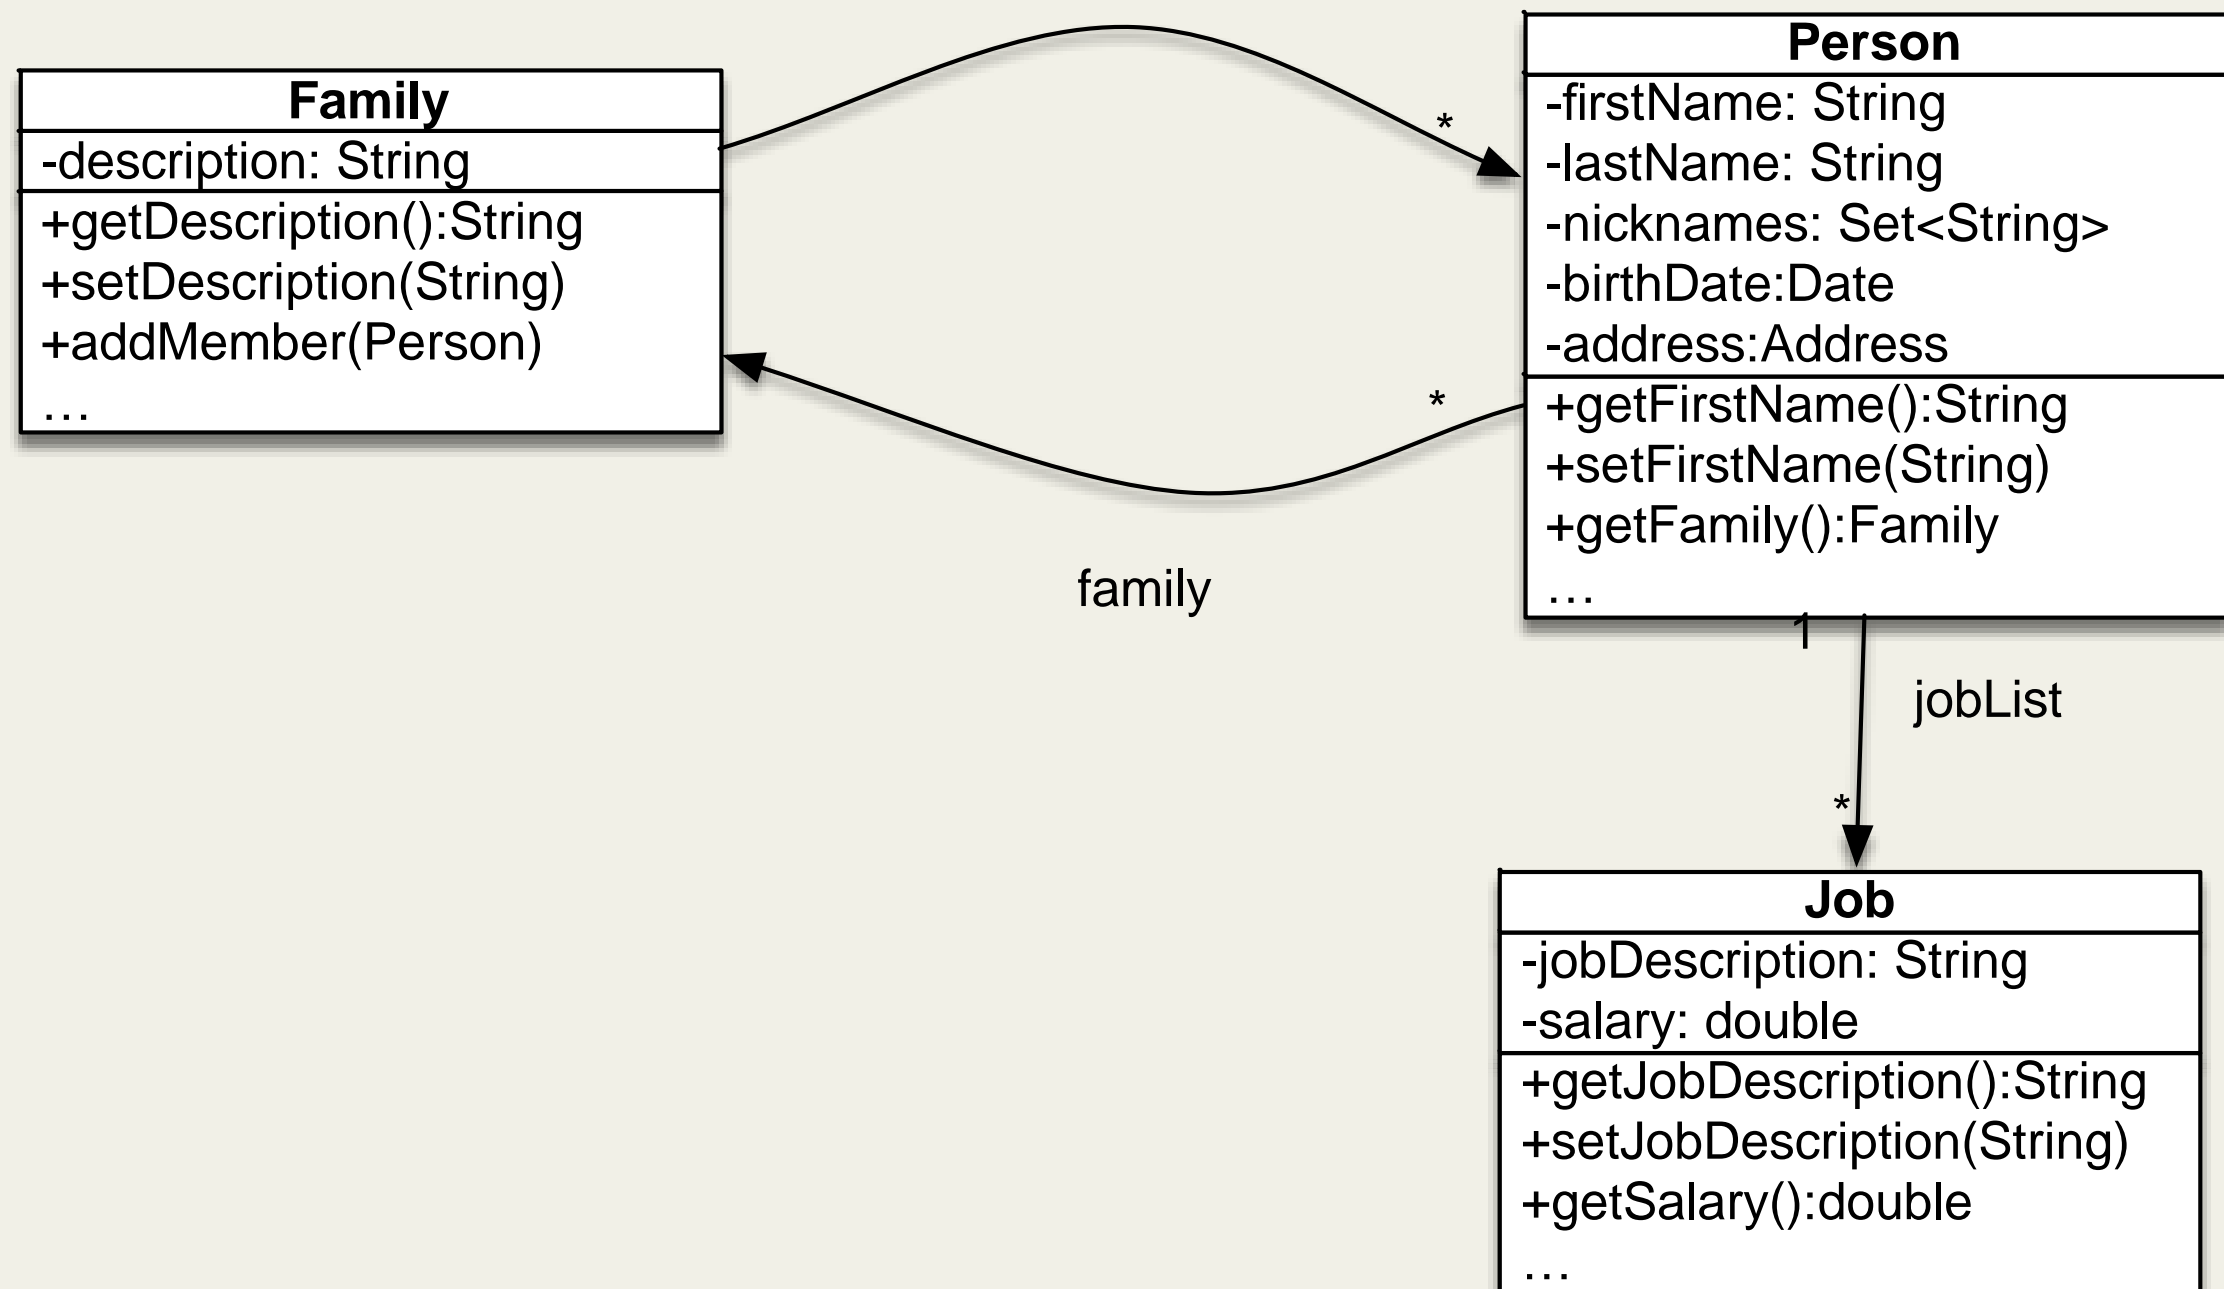 Family
-description: String
+getDescription():String
+setDescription(String)
+addMember(Person)
…
*
*
family
Person
-firstName: String
-lastName: String
-nicknames: Set<String>
-birthDate:Date
-address:Address
+getFirstName():String
+setFirstName(String)
+getFamily():Family
…
1
jobList
*
Job
-jobDescription: String
-salary: double
+getJobDescription():String
+setJobDescription(String)
+getSalary():double
…